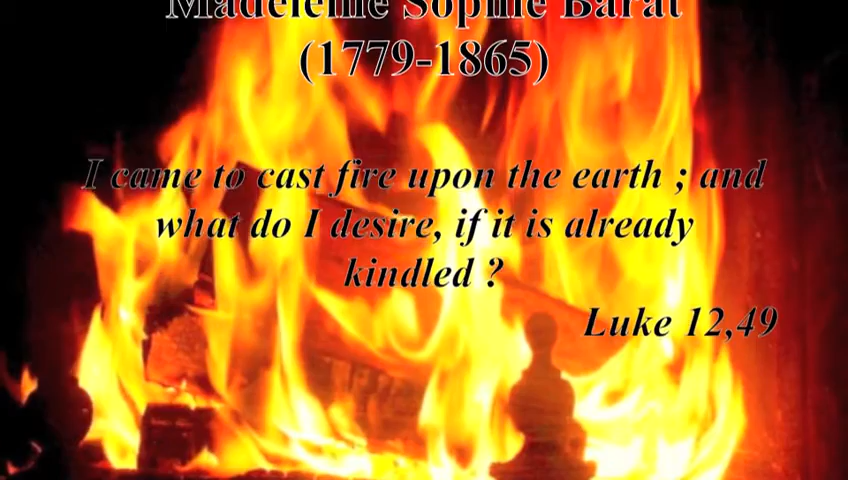 Madeleine Sophie Barat
(1779-1865)
I came to cast fire upon the earth ; and
what do I desire, if it is already
kindled ?
Luke 12,49